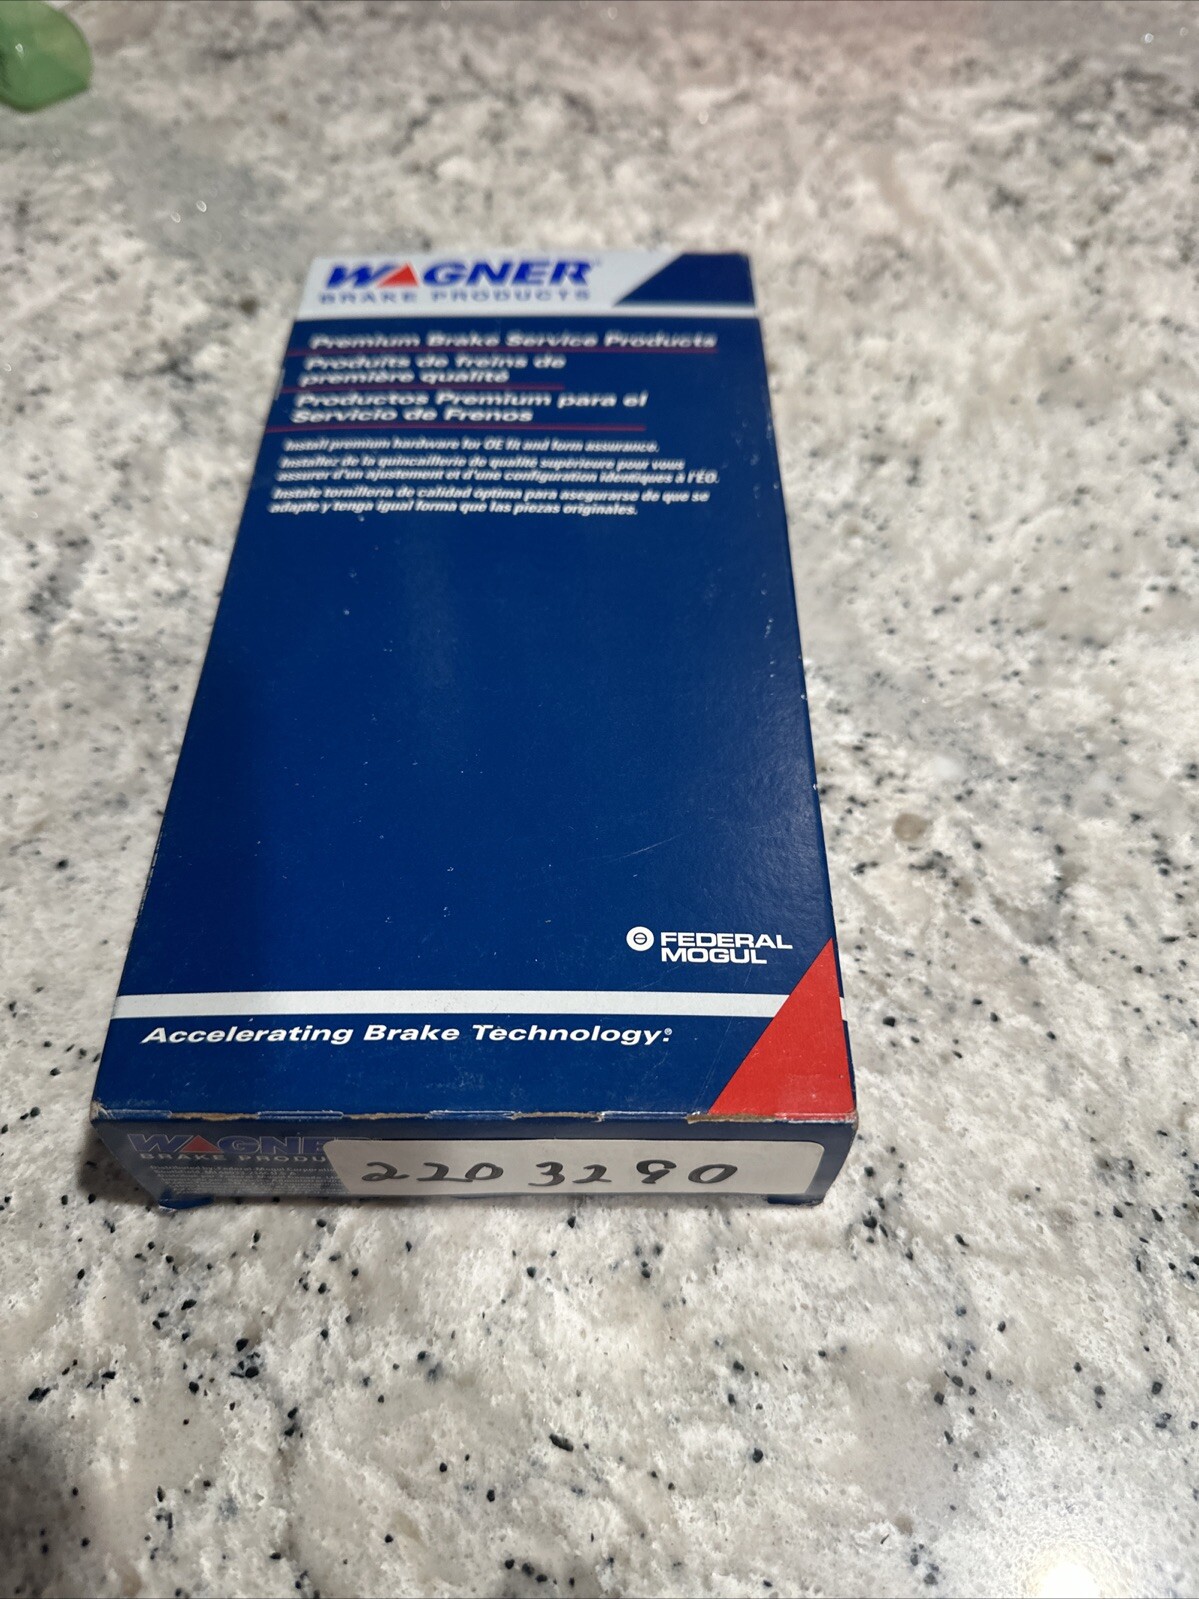 WAGNER
BRAKE PRODUCTS
Premium Brake Service Products
Produits de freins de
première qualité
Productos Premium para el
Servicio de Frenos
Install premium hardware for OE fit and form assurance.
Installez de la quincaillerie de qualité supérieure pour vous
assurer d'un ajustement et d'une configuration identiques à l'ÉO.
Instale tornillería de calidad óptima para asegurarse de que se
adapte y tenga igual forma que las piezas originales.
FEDERAL
MOGUL
Accelerating Brake Technology®
WAGNE
BRAKE PRODU
220 3290